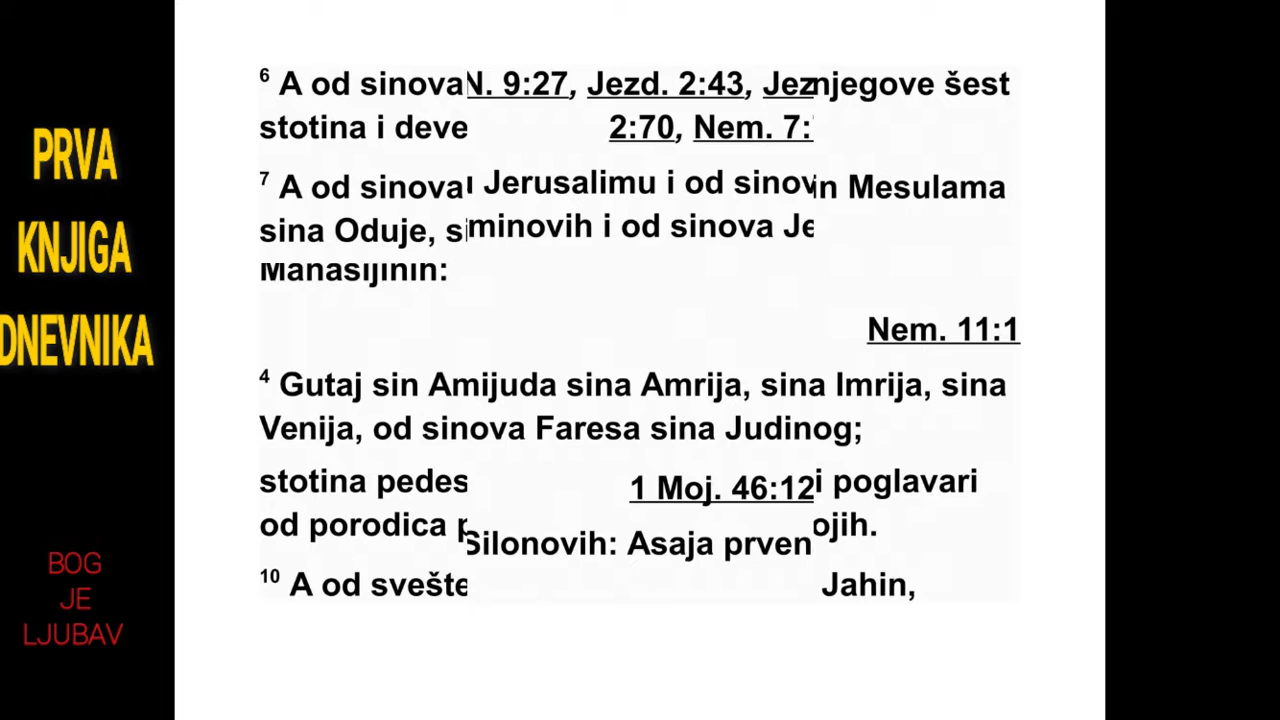 PRVA
KNJIGA
DNEVNIKA
BOG
JE
LJUBAV
6 A od sinova N. 9:27, Jezd. 2:43, Jez njegove šest
stotina i deve 2:70, Nem. 7:
7 A od sinova Jerusalimu i od sinov in Mesulama
sina Oduje, si minovih i od sinova Je
Manasijinin:
Nem. 11:1
4 Gutaj sin Amijuda sina Amrija, sina Imrija, sina
Venija, od sinova Faresa sina Judinog;
stotina pedes 1 Moj. 46:12 i poglavari
od porodica Silonovih: Asaja prven ojih.
10 A od svešte Jahin,